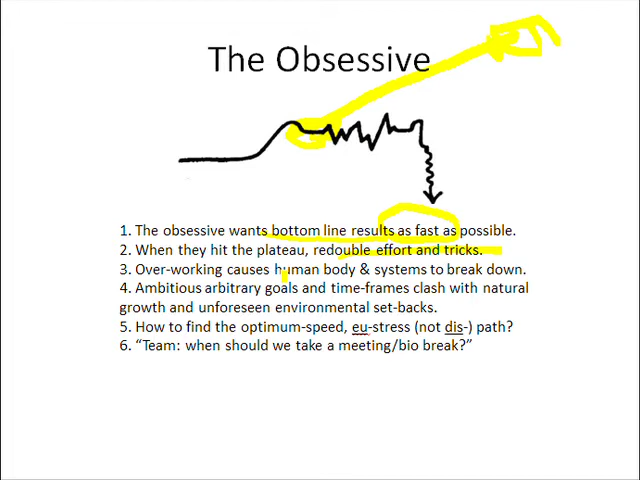 The Obsessive
1. The obsessive wants bottom line results as fast as possible.
2. When they hit the plateau, redouble effort and tricks.
3. Over-working causes human body & systems to break down.
4. Ambitious arbitrary goals and time-frames clash with natural
growth and unforeseen environmental set-backs.
5. How to find the optimum-speed, eu-stress (not dis-) path?
6. “Team: when should we take a meeting/bio break?”